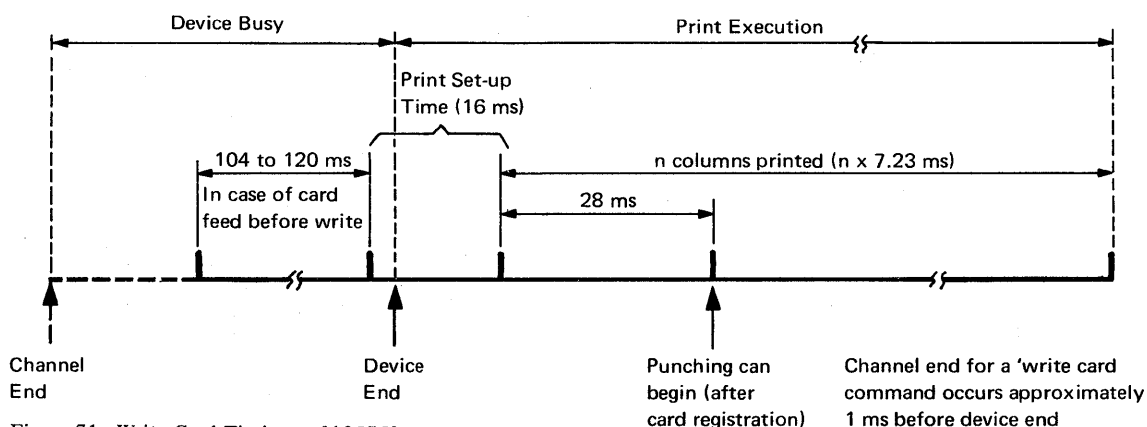 Device Busy
Print Execution
Print Set-up
Time (16 ms)
104 to 120 ms
In case of card
feed before write
n columns printed (n x 7.23 ms)
28 ms
Channel
End
Device
End
Punching can
begin (after
card registration)
Channel end for a 'write card
command occurs approximately
1 ms before device end